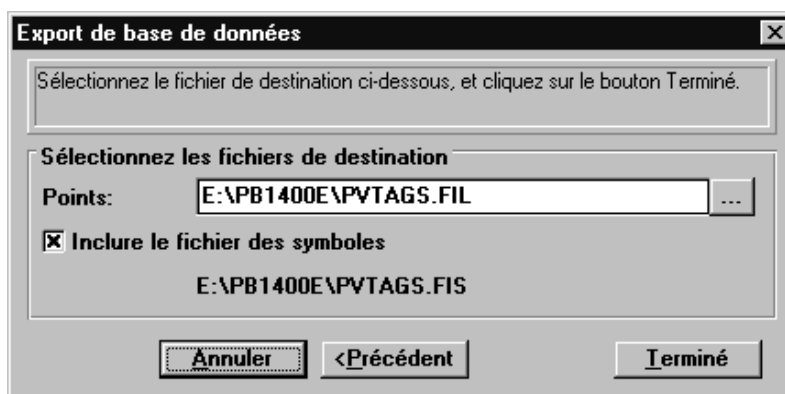 Export de base de données
Sélectionnez le fichier de destination ci-dessous, et cliquez sur le bouton Terminé.
Sélectionnez les fichiers de destination
Points: E:\PB1400E\PVTAGS.FIL ...
Inclure le fichier des symboles
E:\PB1400E\PVTAGS.FIS
Annuler <Précédent Terminé